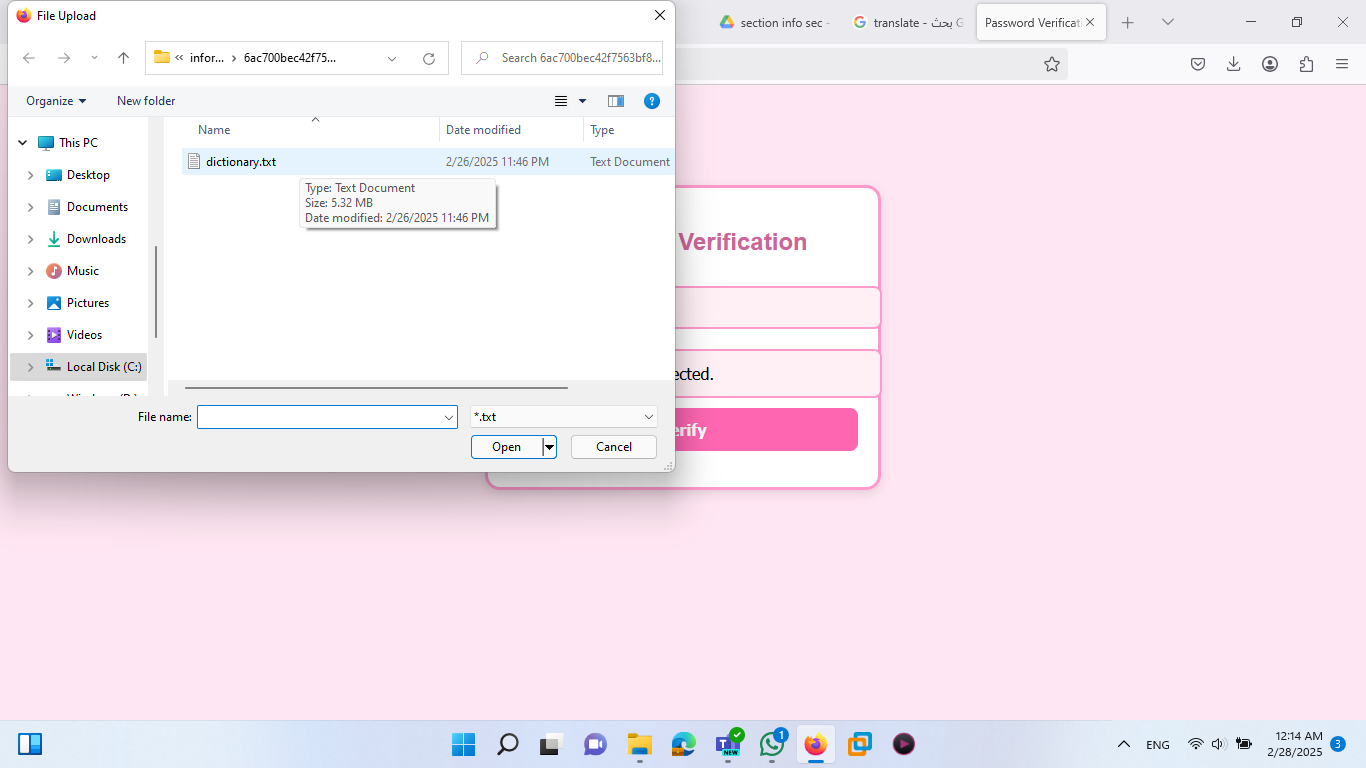 File Upload
section info sec -
translate - بحث G
Password Verificati
« infor... › 6ac700bec42f75...
Search 6ac700bec42f7563bf8...
Organize
New folder
Name
Date modified
Type
This PC
dictionary.txt
2/26/2025 11:46 PM
Text Document
Desktop
Type: Text Document
Size: 5.32 MB
Date modified: 2/26/2025 11:46 PM
Documents
Downloads
Verification
Music
Pictures
Videos
Local Disk (C:)
ected.
File name:
*.txt
erify
Open
Cancel
NEW
1
ENG
12:14 AM
2/28/2025
3